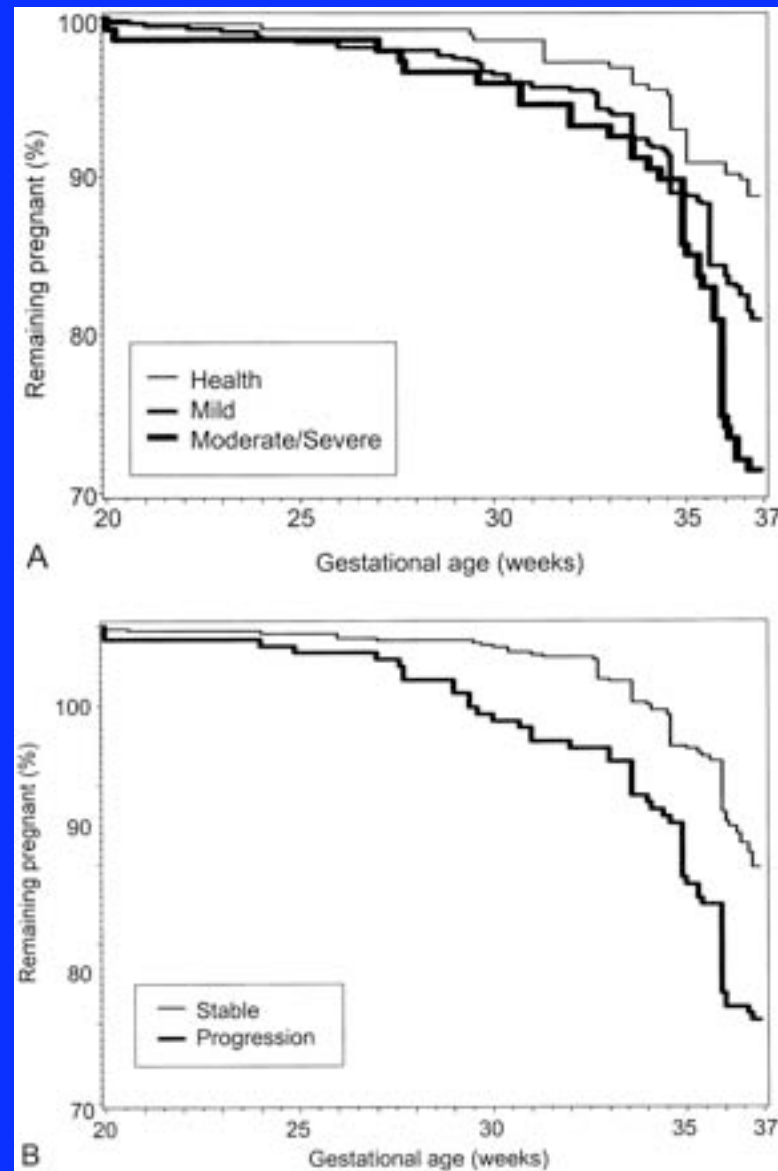 100
90
80
70
Remaining pregnant (%)
Health
Mild
Moderate/Severe
20 25 30 35 37
A
Gestational age (weeks)
100
90
80
70
Remaining pregnant (%)
Stable
Progression
20 25 30 35 37
B
Gestational age (weeks)